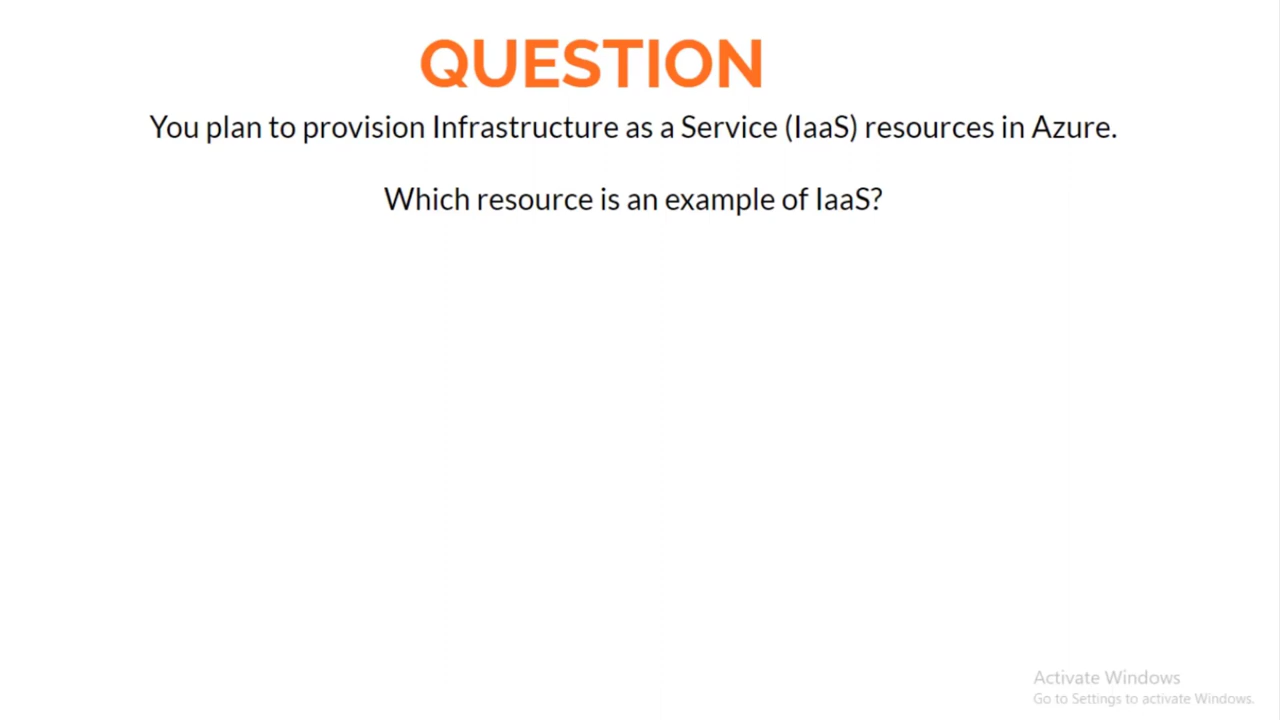 QUESTION
You plan to provision Infrastructure as a Service (IaaS) resources in Azure.
Which resource is an example of IaaS?
Activate Windows
Go to Settings to activate Windows.